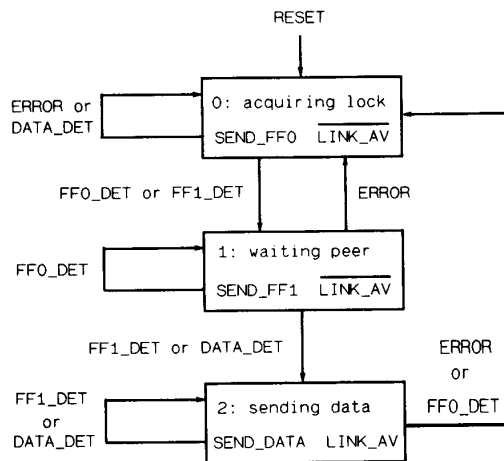 RESET
0: acquiring lock
SEND_FF0 LINK_AV
ERROR or
DATA_DET
FF0_DET or FF1_DET
ERROR
1: waiting peer
SEND_FF1 LINK_AV
FF0_DET
FF1_DET or DATA_DET
ERROR
or
FF0_DET
2: sending data
SEND_DATA LINK_AV
FF1_DET
or
DATA_DET